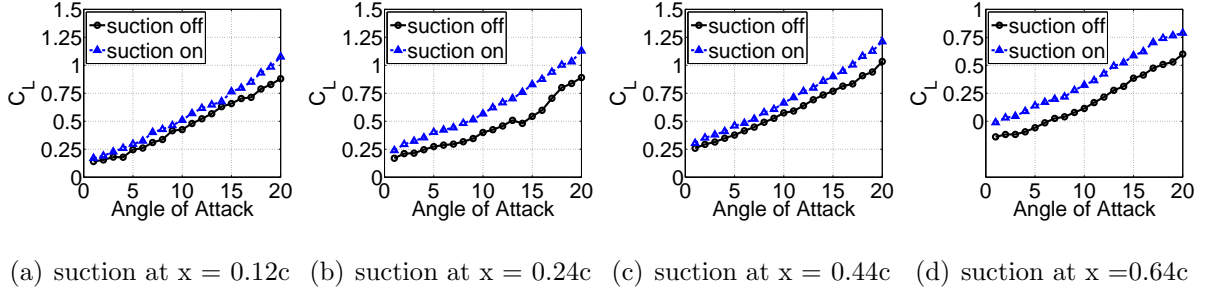 1.5
1.25
1
0.75
0.5
0.25
0
0 5 10 15 20
C_L
Angle of Attack
suction off
suction on
(a) suction at x = 0.12c
1.5
1.25
1
0.75
0.5
0.25
0
0 5 10 15 20
C_L
Angle of Attack
suction off
suction on
(b) suction at x = 0.24c
1.5
1.25
1
0.75
0.5
0.25
0
0 5 10 15 20
C_L
Angle of Attack
suction off
suction on
(c) suction at x = 0.44c
1
0.75
0.5
0.25
0
0 5 10 15 20
C_L
Angle of Attack
suction off
suction on
(d) suction at x =0.64c